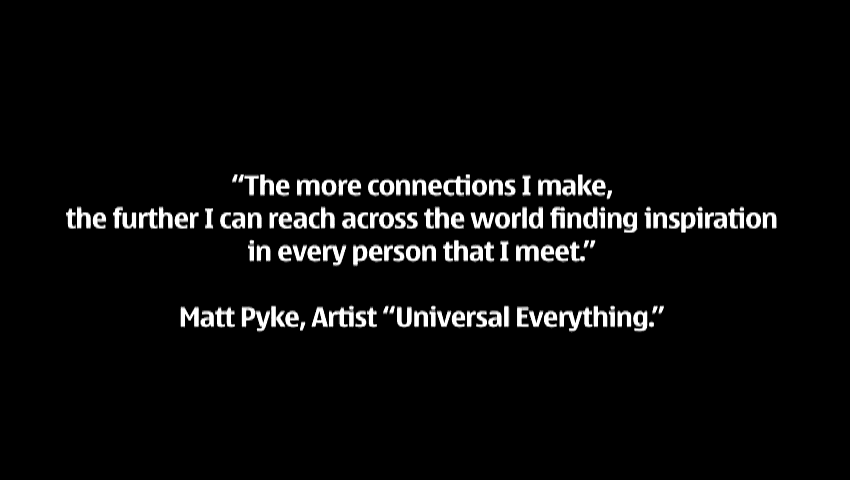 “The more connections I make,
the further I can reach across the world finding inspiration
in every person that I meet.”
Matt Pyke, Artist “Universal Everything.”